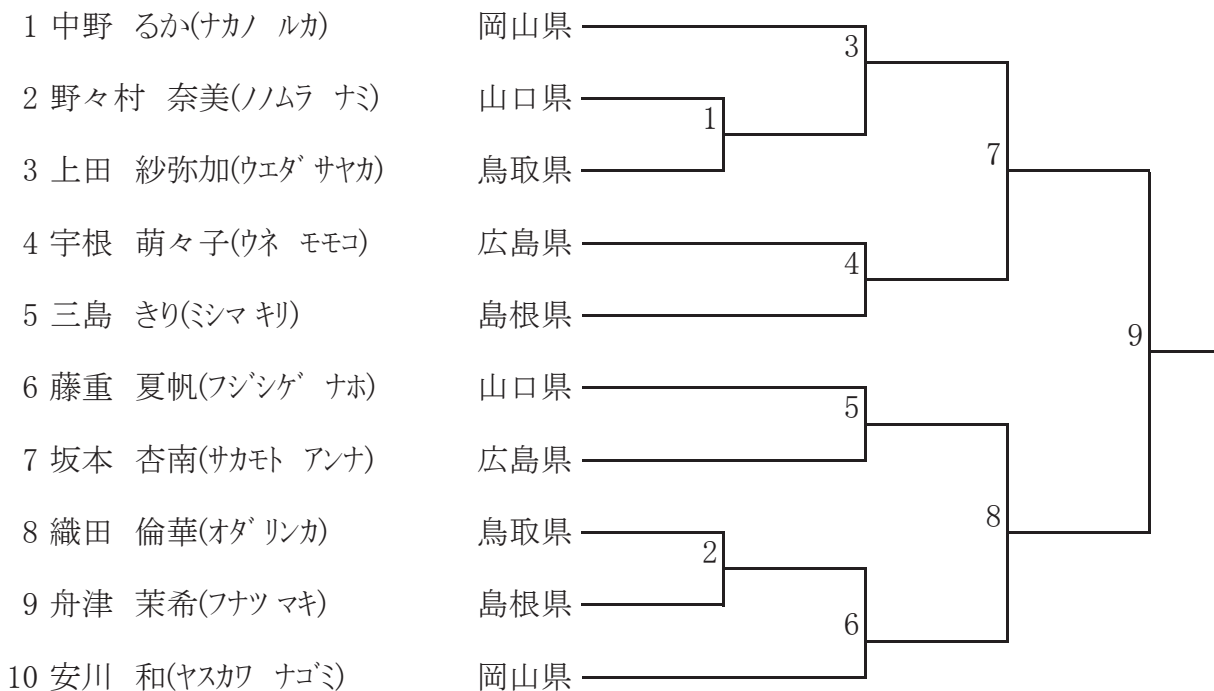 1 中野 るか(ナカノ ルカ) 岡山県
3
2 野々村 奈美(ノノムラ ナミ) 山口県
1
7
3 上田 紗弥加(ウエダ サヤカ) 鳥取県
4 宇根 萌々子(ウネ モモコ) 広島県
4
5 三島 きり(ミシマ キリ) 島根県
9
6 藤重 夏帆(フジシゲ ナホ) 山口県
5
7 坂本 杏南(サカモト アンナ) 広島県
8
8 織田 倫華(オダ リンカ) 鳥取県
2
9 舟津 茉希(フナツ マキ) 島根県
6
10 安川 和(ヤスカワ ナゴミ) 岡山県